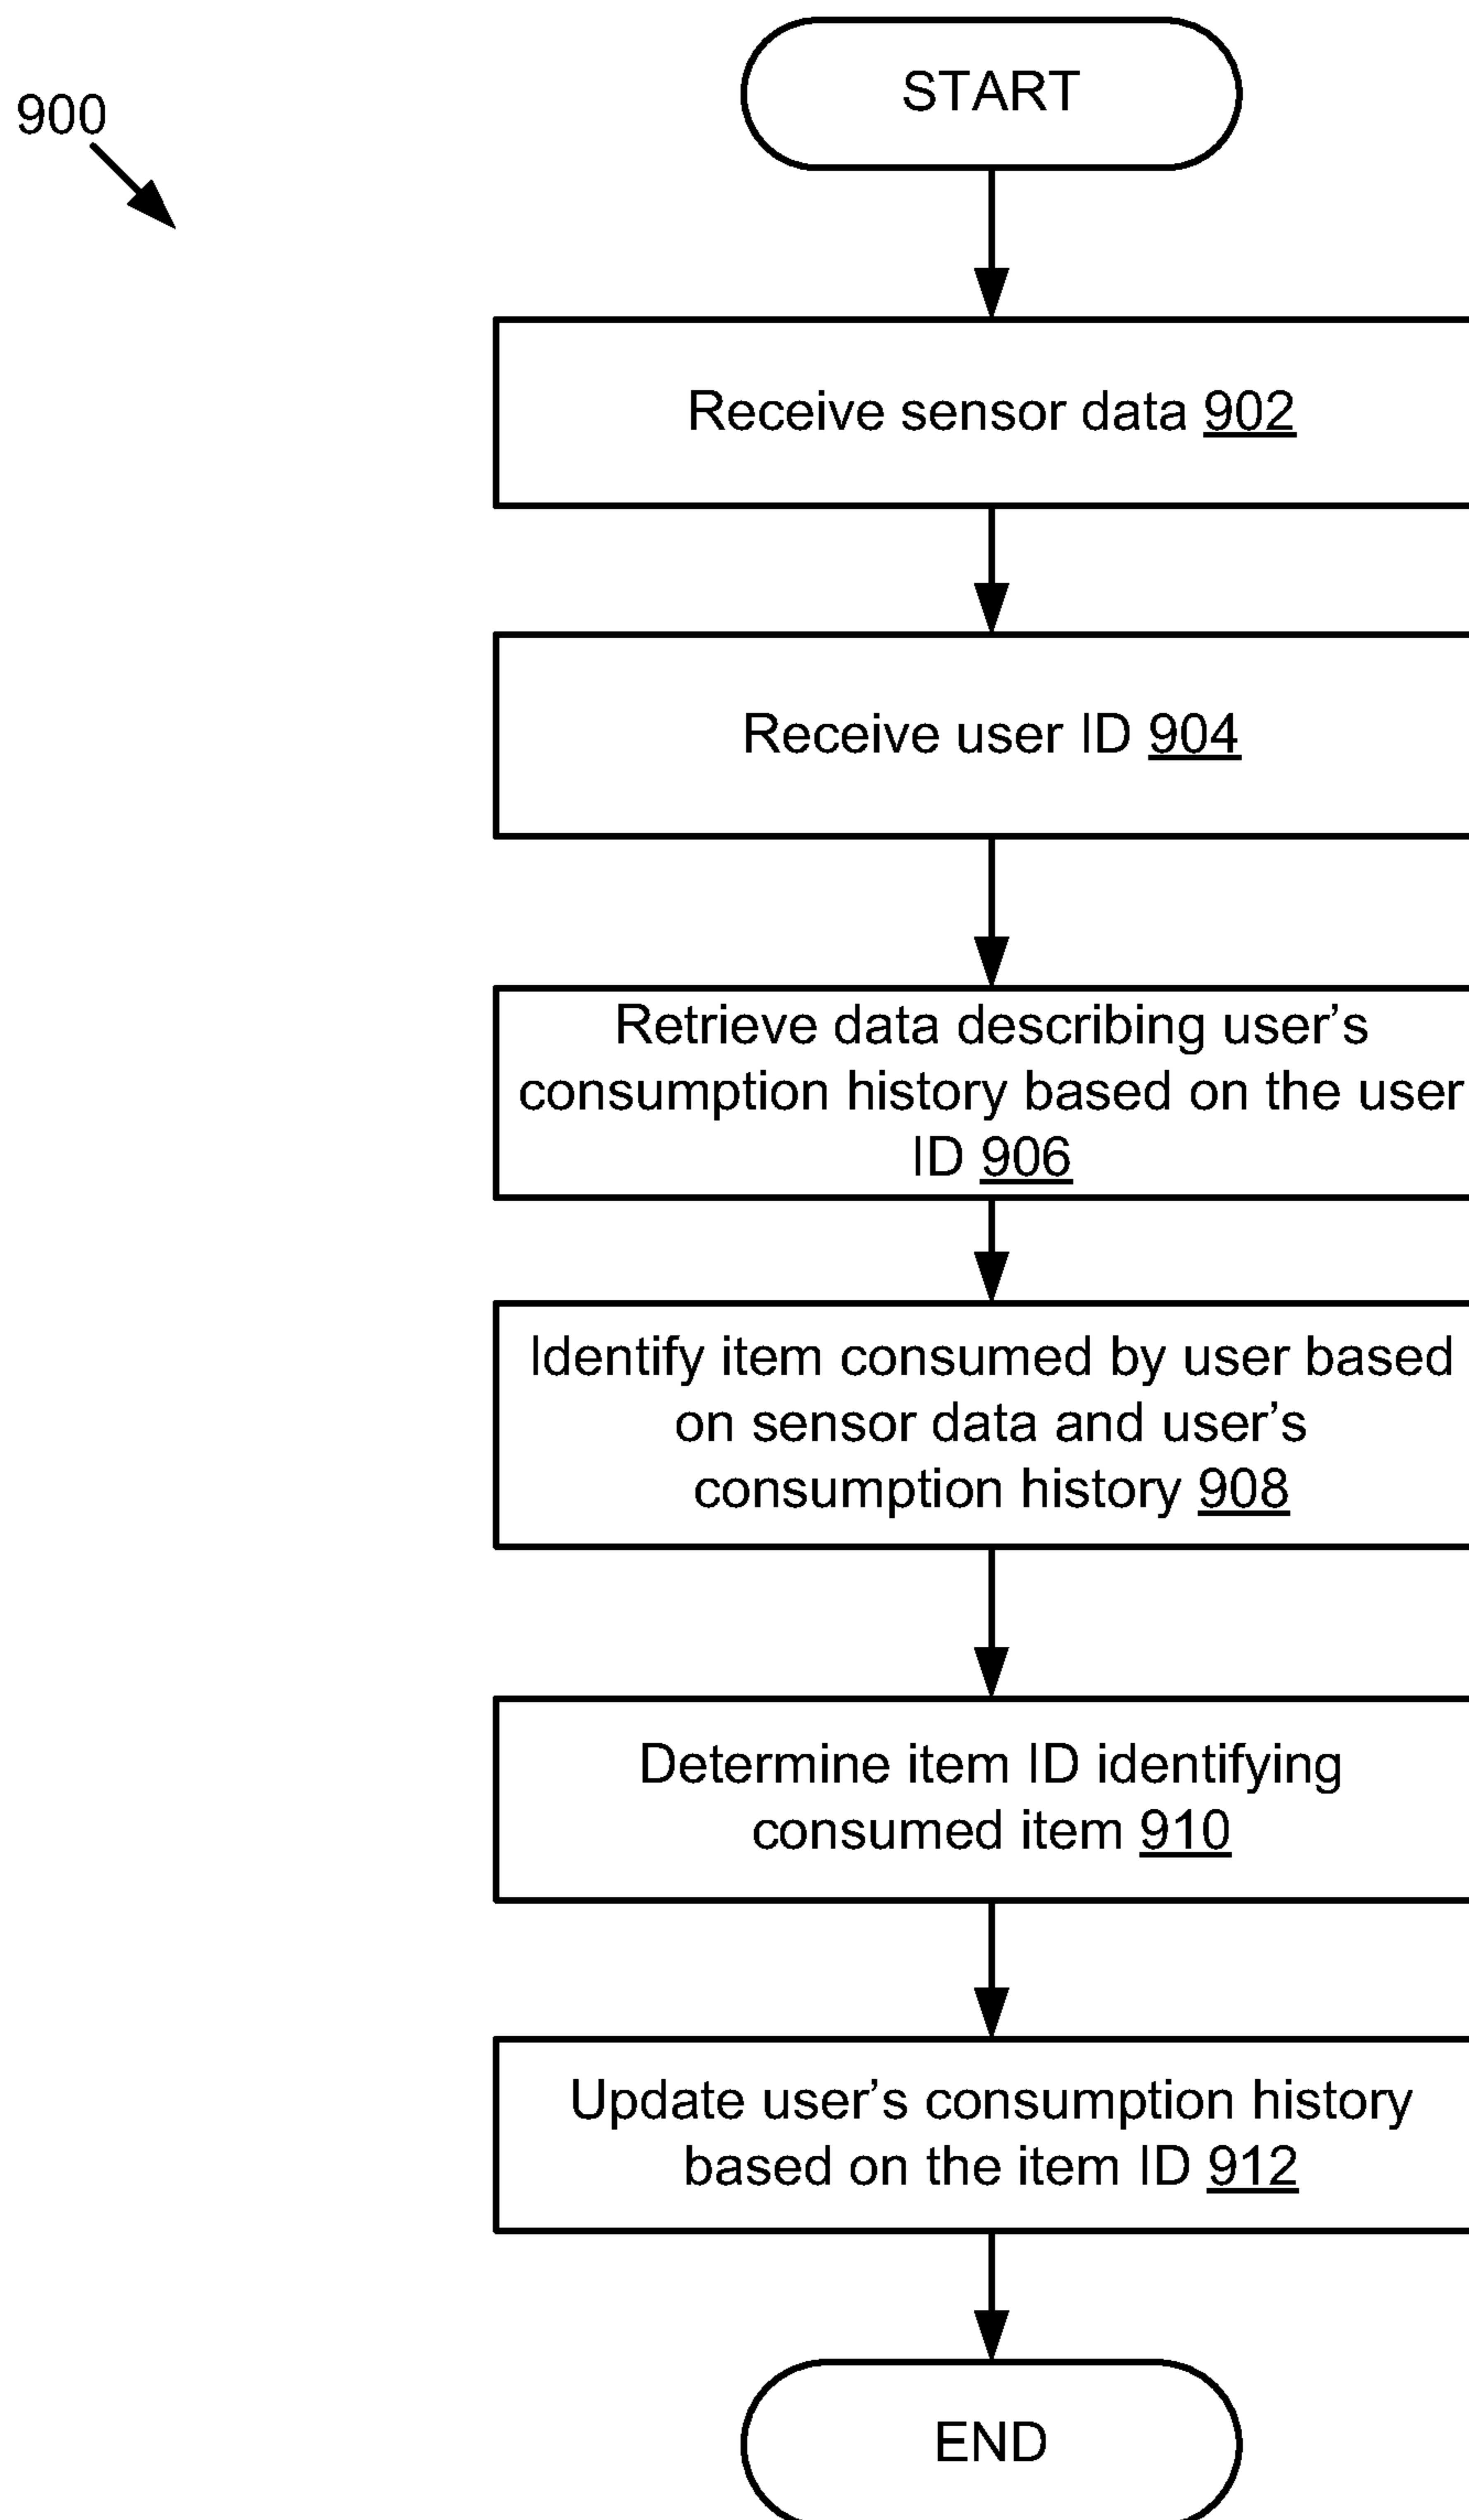 START
900
Receive sensor data 902
Receive user ID 904
Retrieve data describing user’s
consumption history based on the user
ID 906
Identify item consumed by user based
on sensor data and user’s
consumption history 908
Determine item ID identifying
consumed item 910
Update user’s consumption history
based on the item ID 912
END